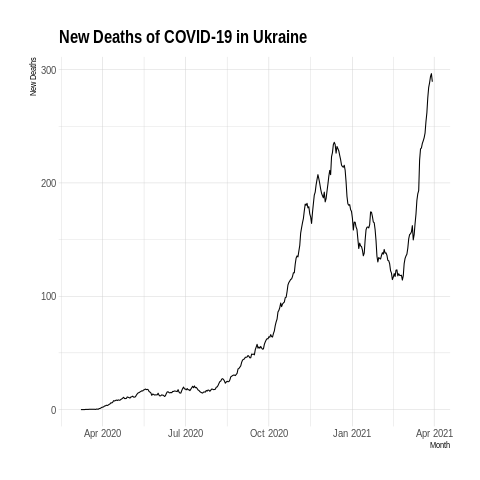 New Deaths of COVID-19 in Ukraine
New Deaths
300
200
100
0
Apr 2020 Jul 2020 Oct 2020 Jan 2021 Apr 2021
Month